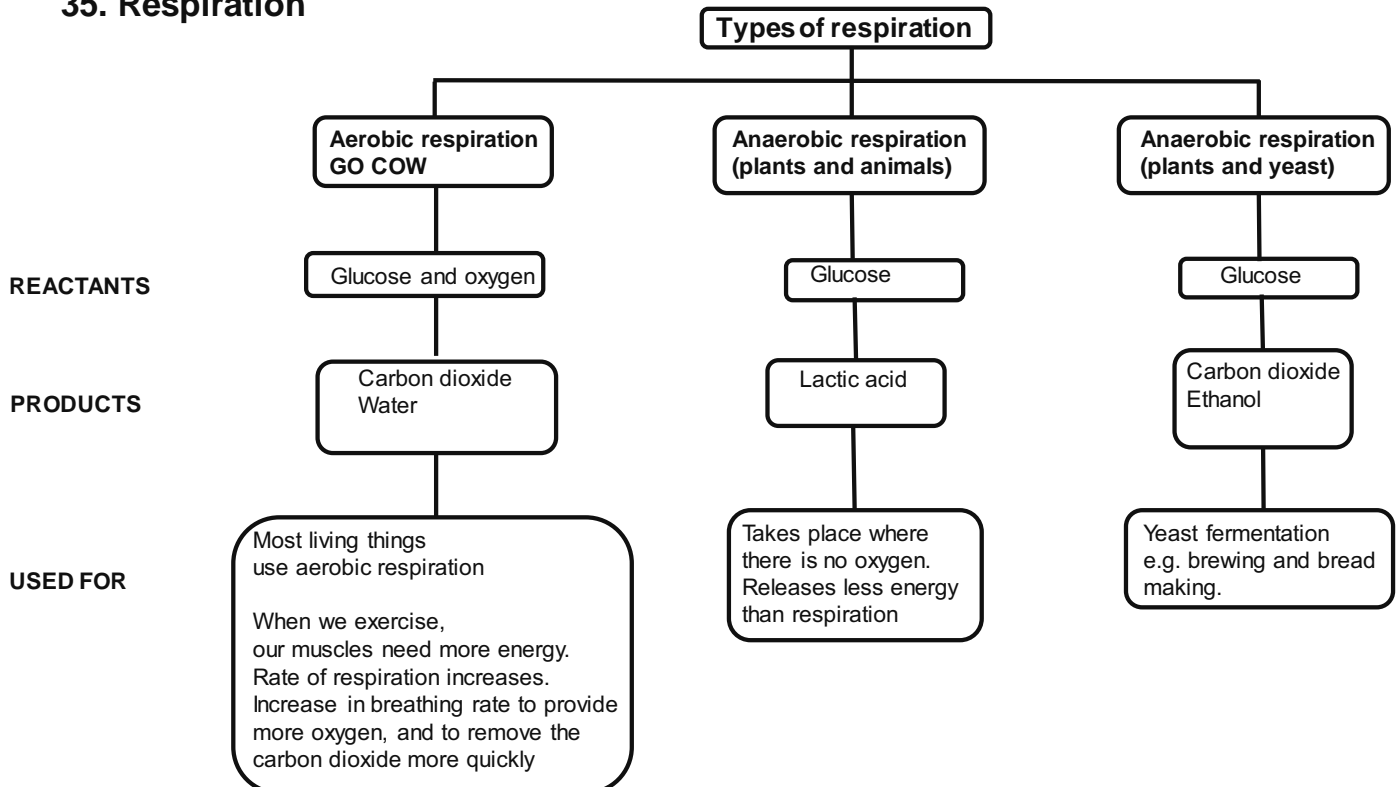 35. Respiration
Types of respiration
Aerobic respiration
GO COW
Anaerobic respiration
(plants and animals)
Anaerobic respiration
(plants and yeast)
REACTANTS
Glucose and oxygen
Glucose
Glucose
PRODUCTS
Carbon dioxide
Water
Lactic acid
Carbon dioxide
Ethanol
USED FOR
Most living things
use aerobic respiration
When we exercise,
our muscles need more energy.
Rate of respiration increases.
Increase in breathing rate to provide
more oxygen, and to remove the
carbon dioxide more quickly
Takes place where
there is no oxygen.
Releases less energy
than respiration
Yeast fermentation
e.g. brewing and bread
making.